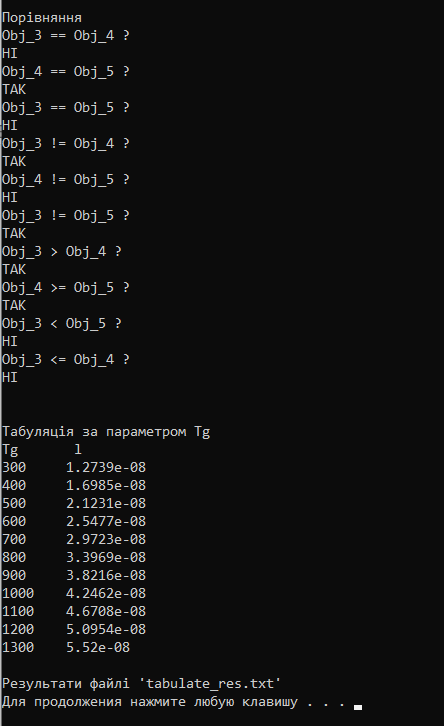 Порівняння
Obj_3 == Obj_4 ?
НІ
Obj_4 == Obj_5 ?
ТАК
Obj_3 == Obj_5 ?
НІ
Obj_3 != Obj_4 ?
ТАК
Obj_4 != Obj_5 ?
НІ
Obj_3 != Obj_5 ?
ТАК
Obj_3 > Obj_4 ?
ТАК
Obj_4 >= Obj_5 ?
ТАК
Obj_3 < Obj_5 ?
НІ
Obj_3 <= Obj_4 ?
НІ
Табуляція за параметром Tg
Tg l
300 1.2739e-08
400 1.6985e-08
500 2.1231e-08
600 2.5477e-08
700 2.9723e-08
800 3.3969e-08
900 3.8216e-08
1000 4.2462e-08
1100 4.6708e-08
1200 5.0954e-08
1300 5.52e-08
Результати файлі 'tabulate_res.txt'
Для продолжения нажмите любую клавишу . . .